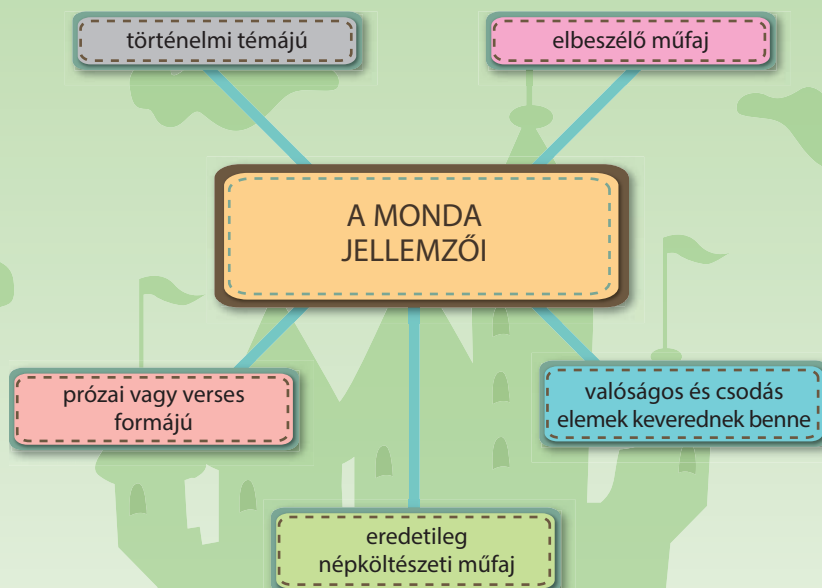 történelmi témájú
elbeszélő műfaj
A MONDA
JELLEMZŐI
prózai vagy verses
formájú
valóságos és csodás
elemek keverednek benne
eredetileg
népköltészeti műfaj